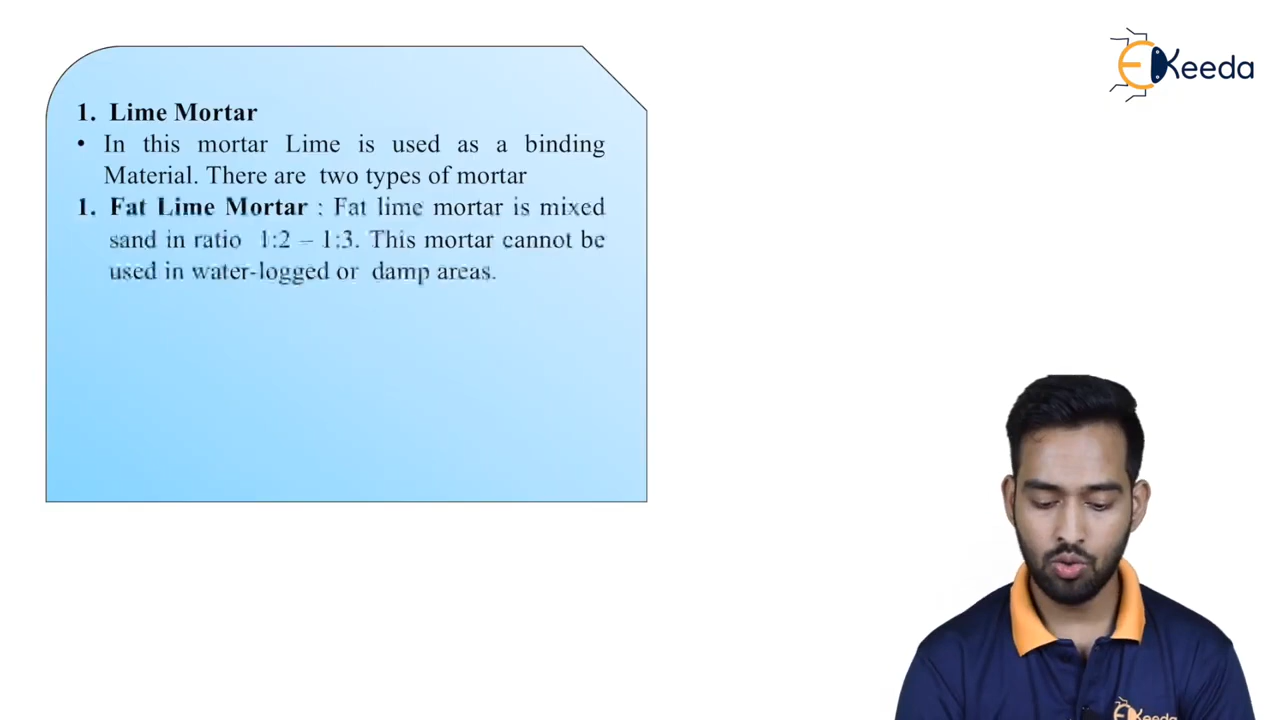 EKeeda
1. Lime Mortar
• In this mortar Lime is used as a binding
Material. There are two types of mortar
1. Fat Lime Mortar : Fat lime mortar is mixed
sand in ratio 1:2 – 1:3. This mortar cannot be
used in water-logged or damp areas.
EKeeda